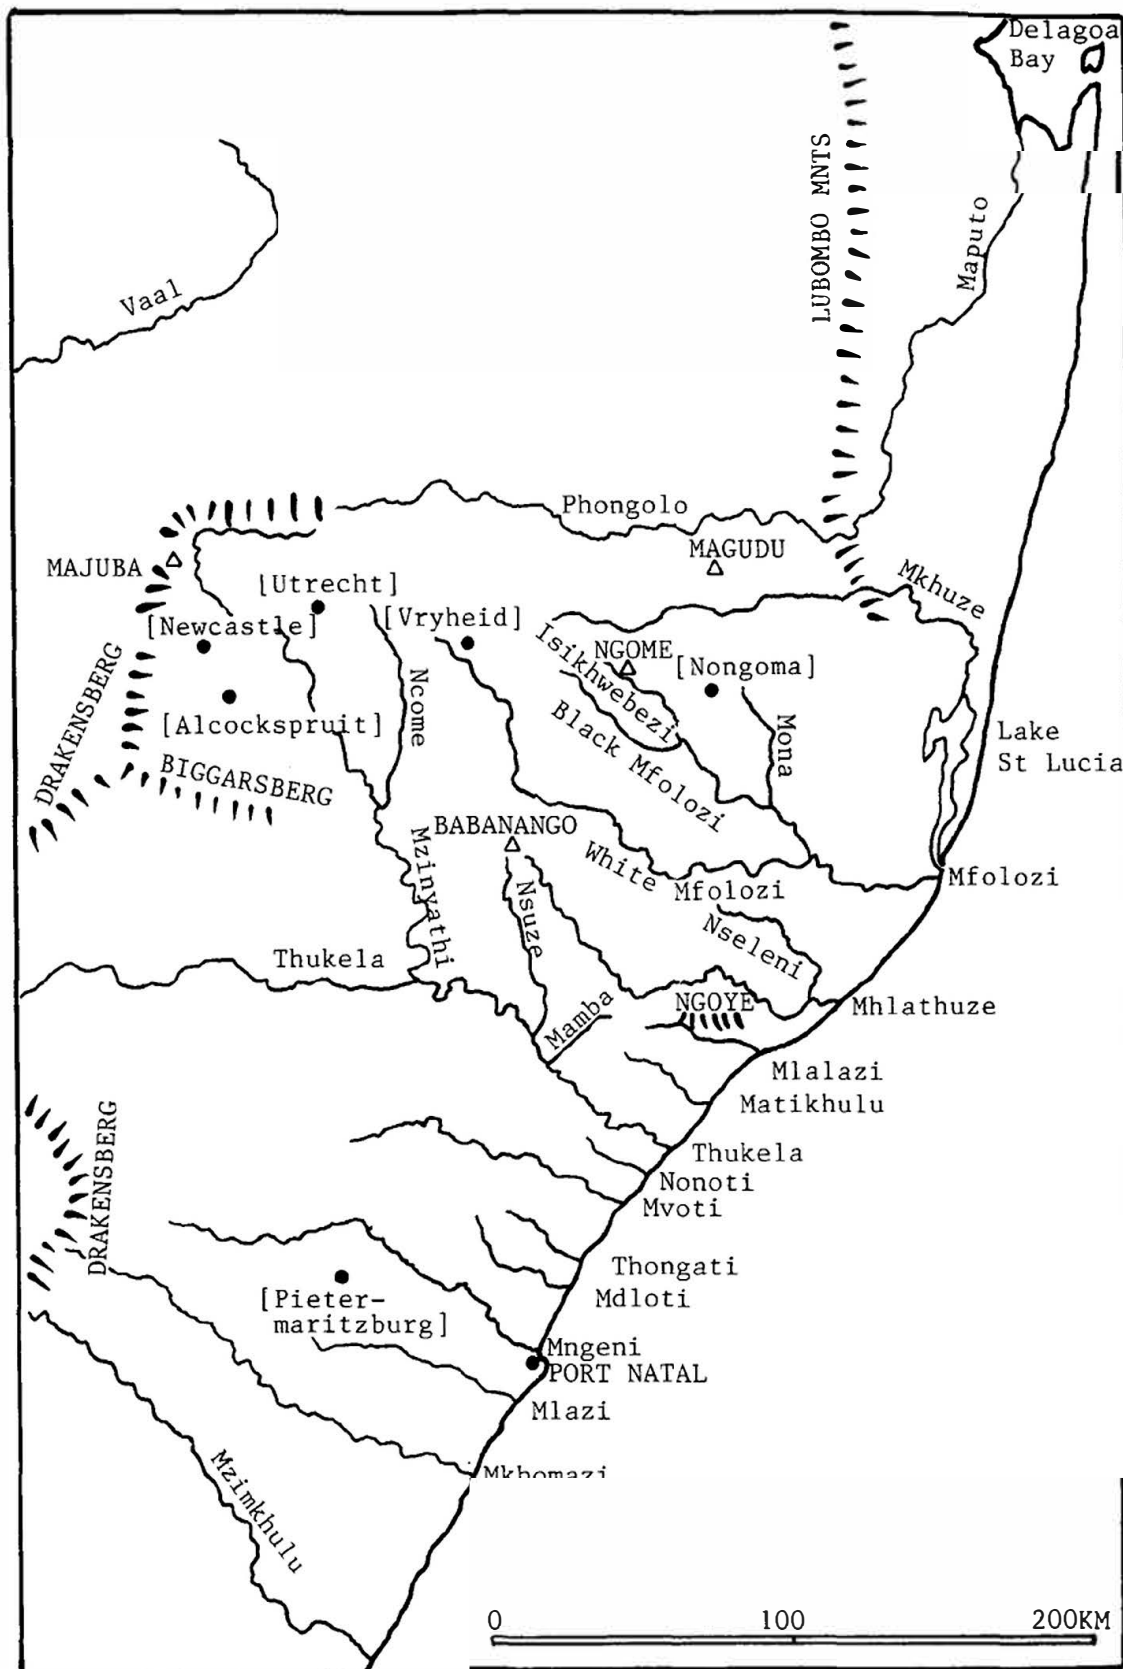 Delagoa
Bay
LUBOMBO MNTS
Maputo
Vaal
Phongolo
MAJUBA
MAGUDU
[Utrecht]
Mkhuze
[Newcastle]
[Vryheid]
Isikhwebezi
NGOME
[Nongoma]
DRAKENSBERG
Ncome
[Alcockspruit]
Black Mfolozi
Mona
Lake
St Lucia
BIGGARSBERG
BABANANGO
Mzinyathi
White Mfolozi
Mfolozi
Nsuze
Nseleni
Thukela
Mamba
NGOYE
Mhlathuze
Mlalazi
Matikhulu
DRAKENSBERG
Thukela
Nonoti
Mvoti
Thongati
Mdloti
[Pieter-
maritzburg]
Mngeni
PORT NATAL
Mlazi
Mkhomazi
Mzimkhulu
0 100 200KM